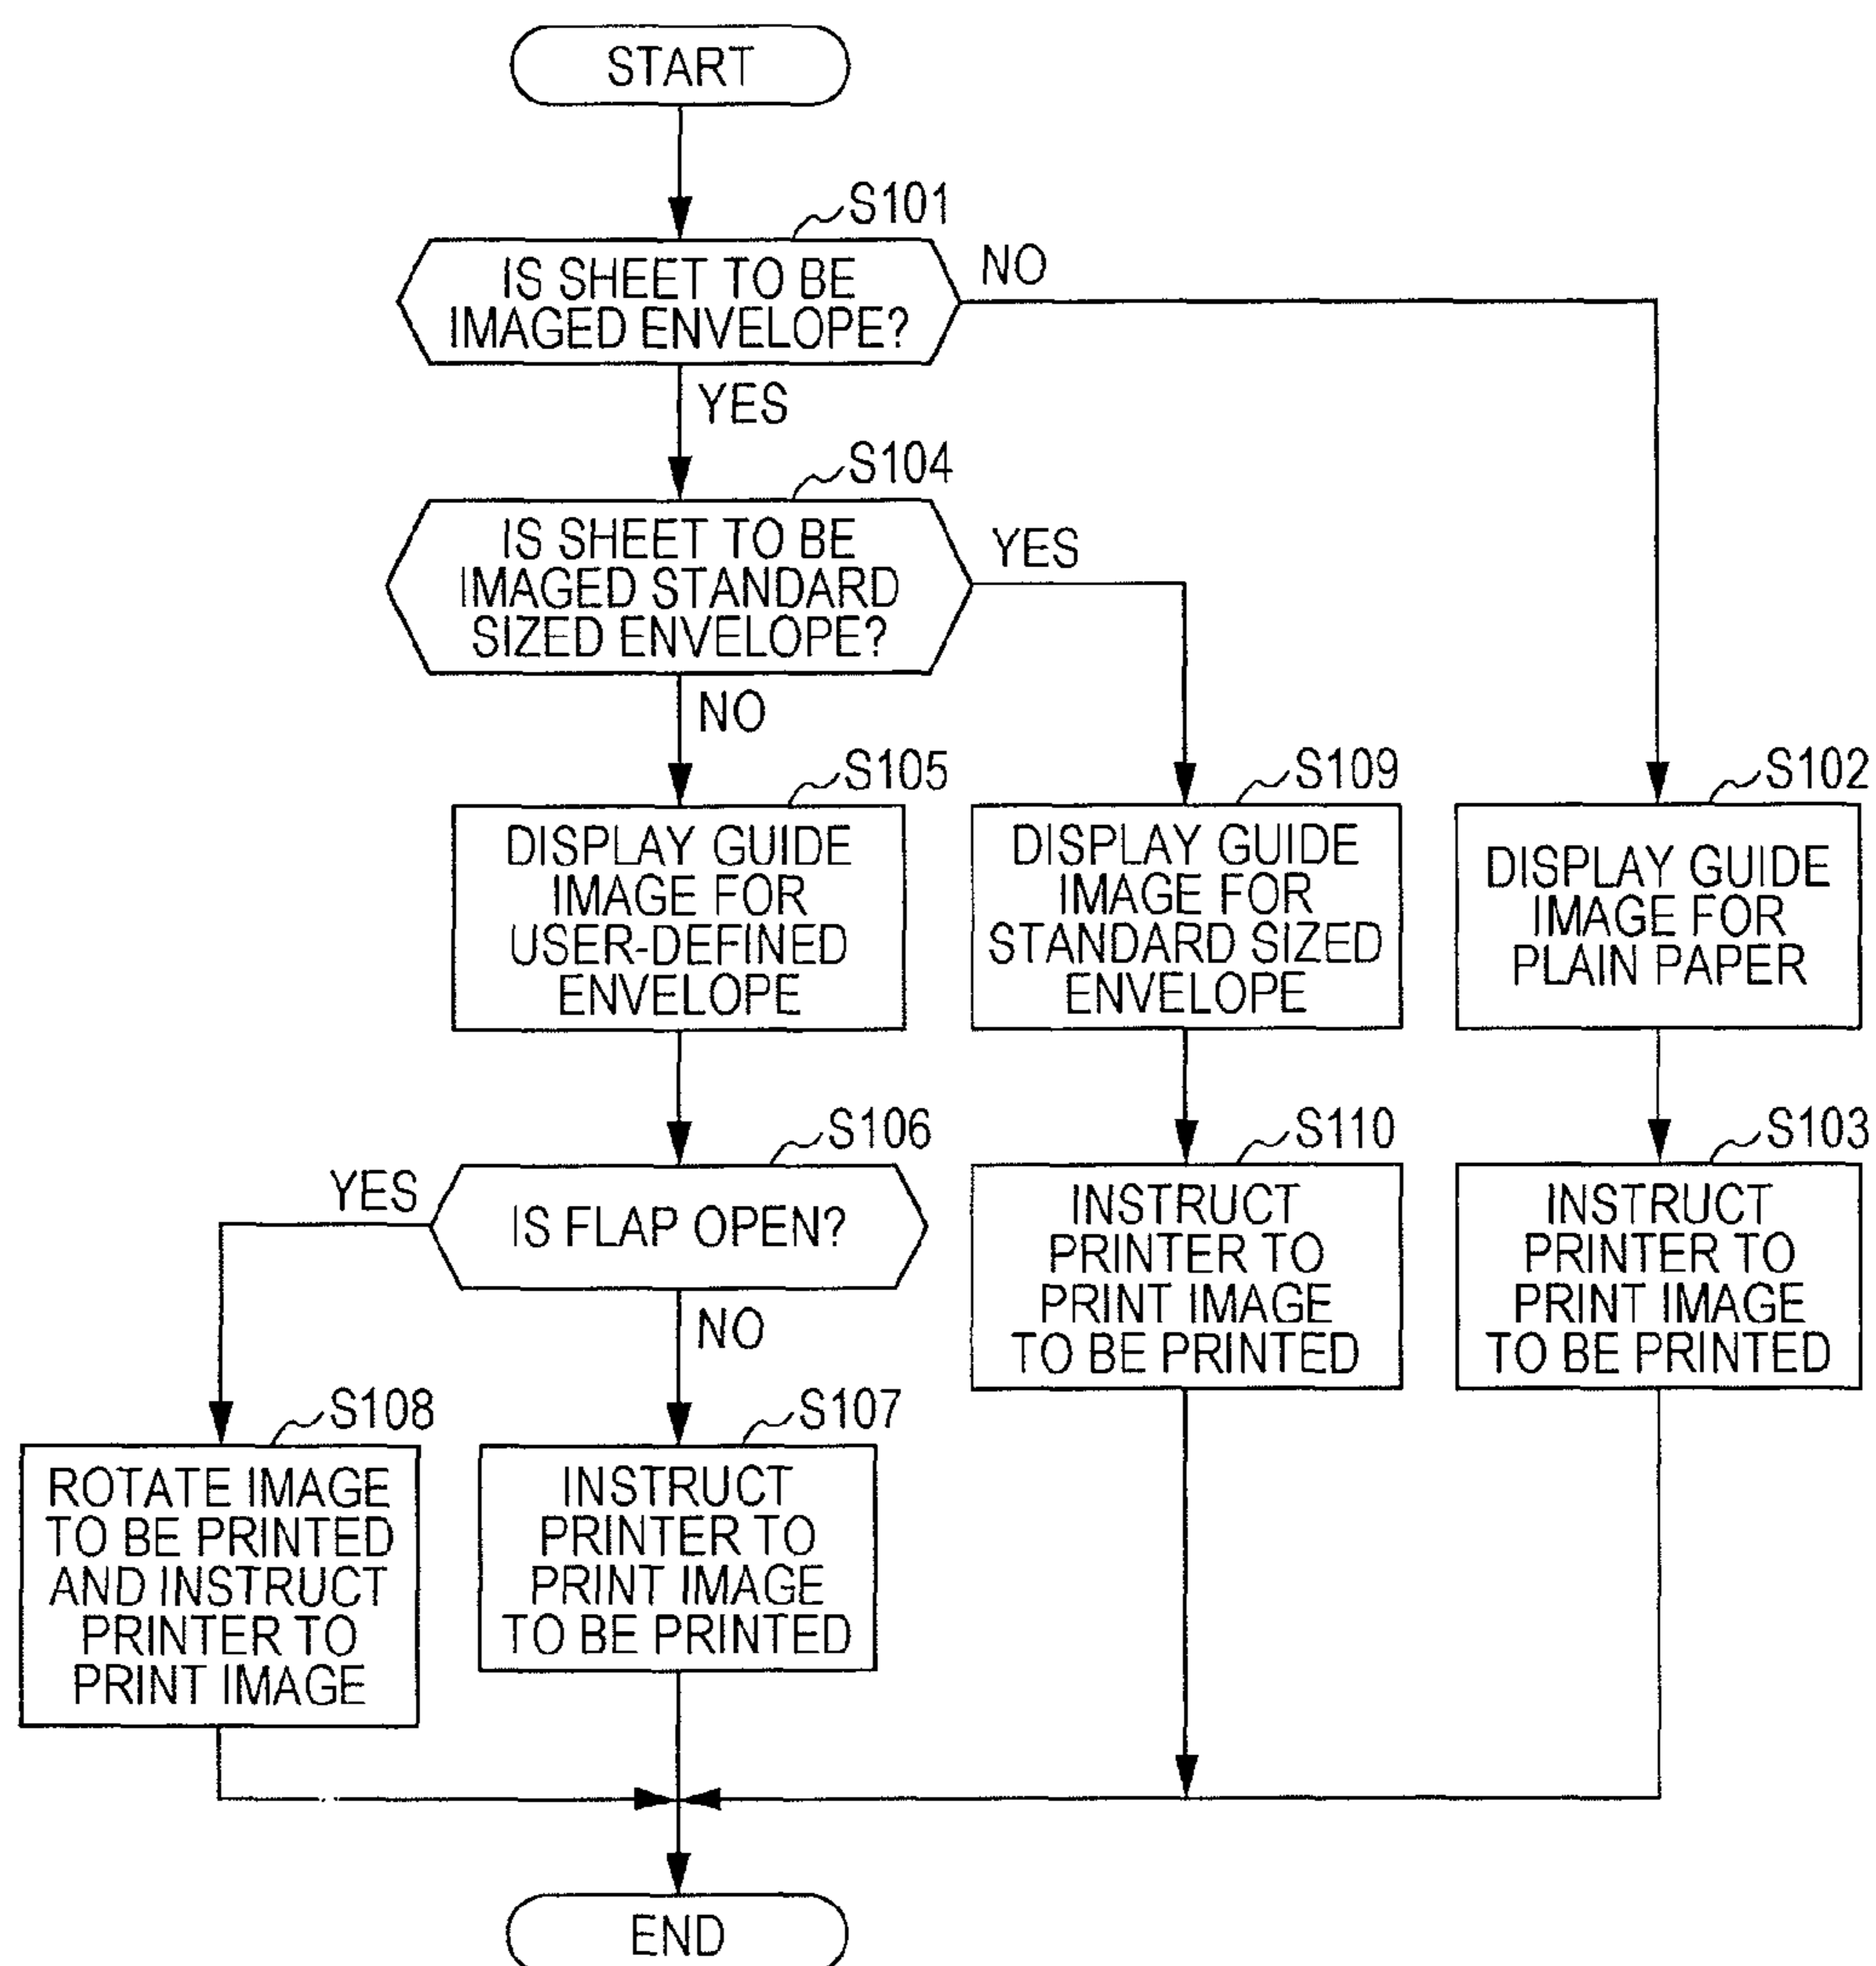 START
S101
IS SHEET TO BE
IMAGED ENVELOPE?
NO
YES
S104
IS SHEET TO BE
IMAGED STANDARD
SIZED ENVELOPE?
YES
NO
S105
DISPLAY GUIDE
IMAGE FOR
USER-DEFINED
ENVELOPE
S109
DISPLAY GUIDE
IMAGE FOR
STANDARD SIZED
ENVELOPE
S102
DISPLAY GUIDE
IMAGE FOR
PLAIN PAPER
S106
YES
IS FLAP OPEN?
NO
S110
INSTRUCT
PRINTER TO
PRINT IMAGE
TO BE PRINTED
S103
INSTRUCT
PRINTER TO
PRINT IMAGE
TO BE PRINTED
S108
ROTATE IMAGE
TO BE PRINTED
AND INSTRUCT
PRINTER TO
PRINT IMAGE
S107
INSTRUCT
PRINTER TO
PRINT IMAGE
TO BE PRINTED
END